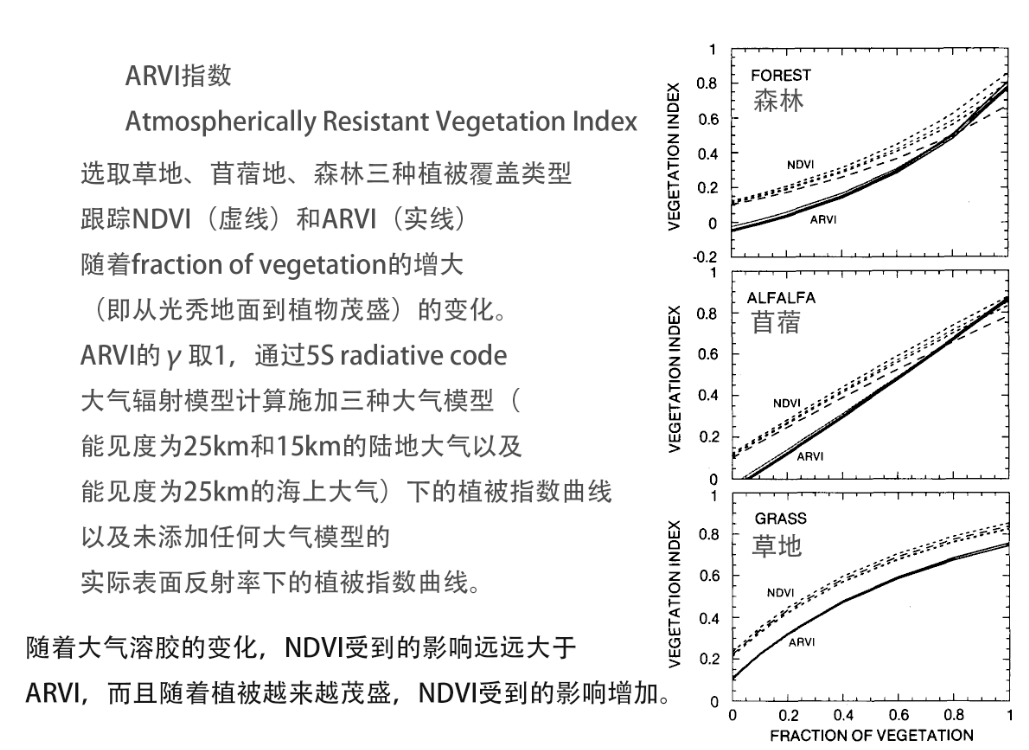 ARVI指数
Atmospherically Resistant Vegetation Index
选取草地、苜蓿地、森林三种植被覆盖类型
跟踪NDVI（虚线）和ARVI（实线）
随着fraction of vegetation的增大
（即从光秃地面到植物茂盛）的变化。
ARVI的γ取1，通过5S radiative code
大气辐射模型计算施加三种大气模型（
能见度为25km和15km的陆地大气以及
能见度为25km的海上大气）下的植被指数曲线
以及未添加任何大气模型的
实际表面反射率下的植被指数曲线。
随着大气溶胶的变化，NDVI受到的影响远远大于
ARVI，而且随着植被越来越茂盛，NDVI受到的影响增加。
VEGETATION INDEX
1
0.8
0.6
0.4
0.2
0
-0.2
FOREST
森林
NDVI
ARVI
VEGETATION INDEX
0.8
0.6
0.4
0.2
0
ALFALFA
苜蓿
NDVI
ARVI
VEGETATION INDEX
0.8
0.6
0.4
0.2
0
GRASS
草地
NDVI
ARVI
0 0.2 0.4 0.6 0.8 1
FRACTION OF VEGETATION